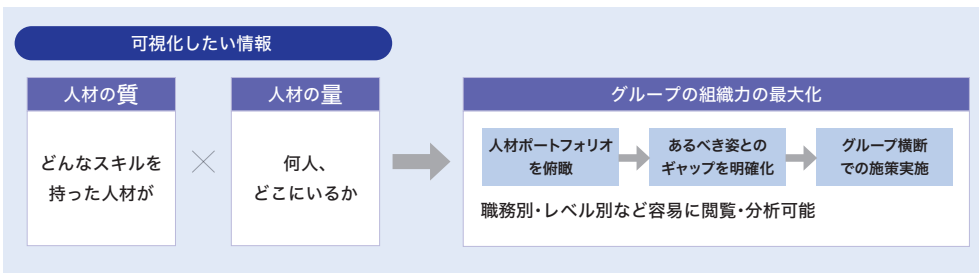 可視化したい情報
人材の質
どんなスキルを
持った人材が
×
人材の量
何人、
どこにいるか
グループの組織力の最大化
人材ポートフォリオ
を俯瞰
あるべき姿との
ギャップを明確化
グループ横断
での施策実施
職務別・レベル別など容易に閲覧・分析可能